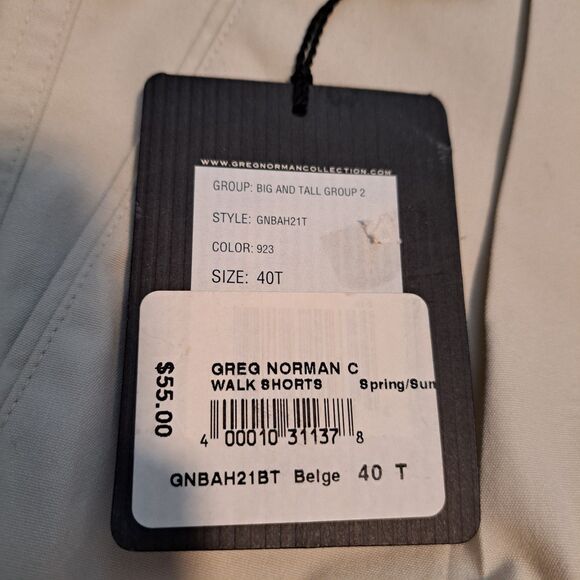 WWW.GREGNORMANCOLLECTION.COM
GROUP: BIG AND TALL GROUP 2
STYLE: GNBAH21T
COLOR: 923
SIZE: 40T
$55.00
GREG NORMAN C
WALK SHORTS Spring/Sum
4 00010 31137 8
GNBAH21BT Beige 40 T